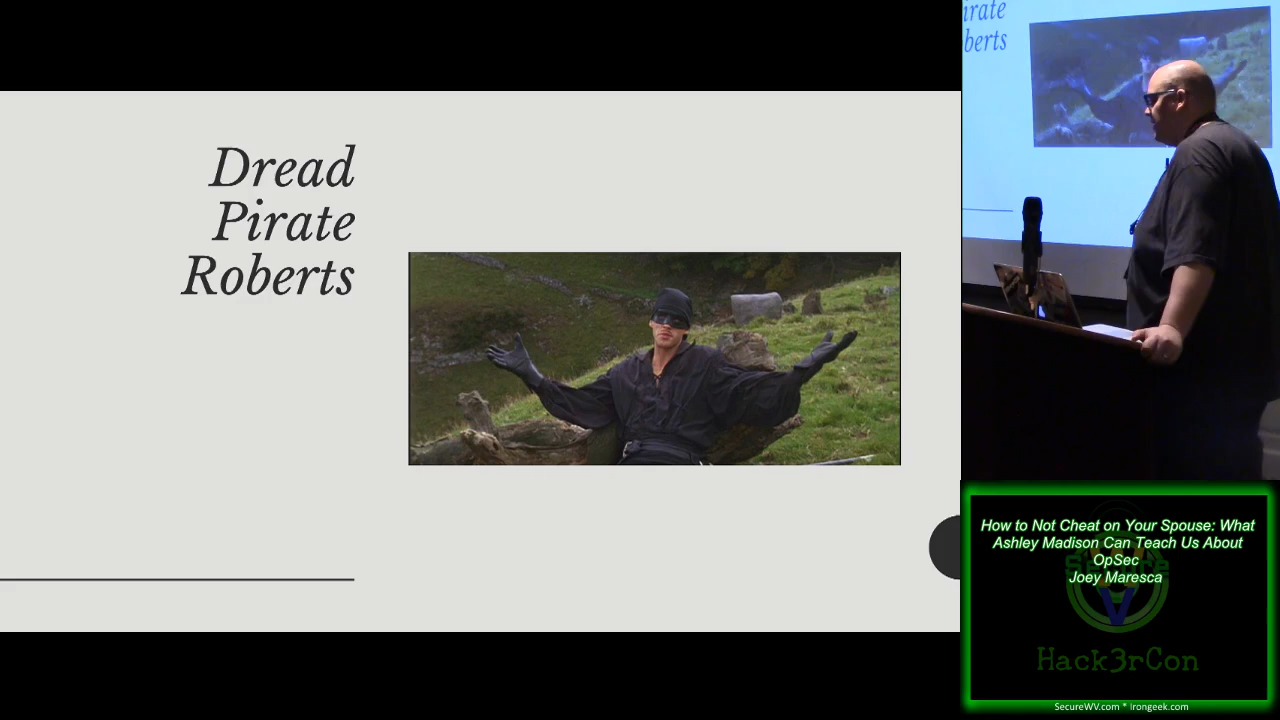 Dread
Pirate
Roberts
irate
berts
How to Not Cheat on Your Spouse: What
Ashley Madison Can Teach Us About
OpSec
Joey Maresca
Hack3rCon
SecureWV.com * Irongeek.com